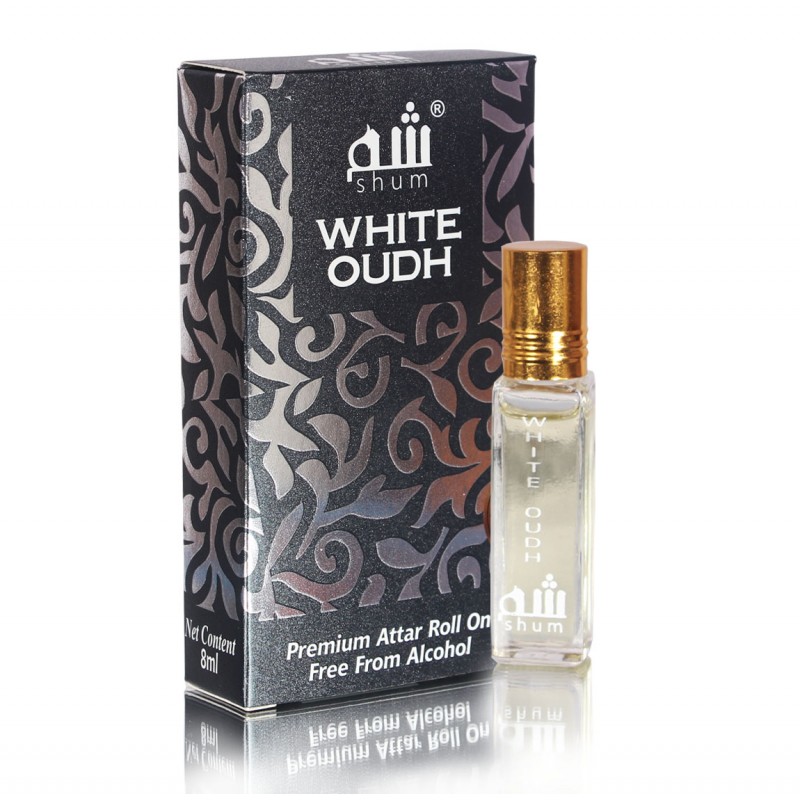 شم
®
shum
WHITE
OUDH
Premium Attar Roll On
Free From Alcohol
Net Content
8ml
WHITE OUDH
شم
shum